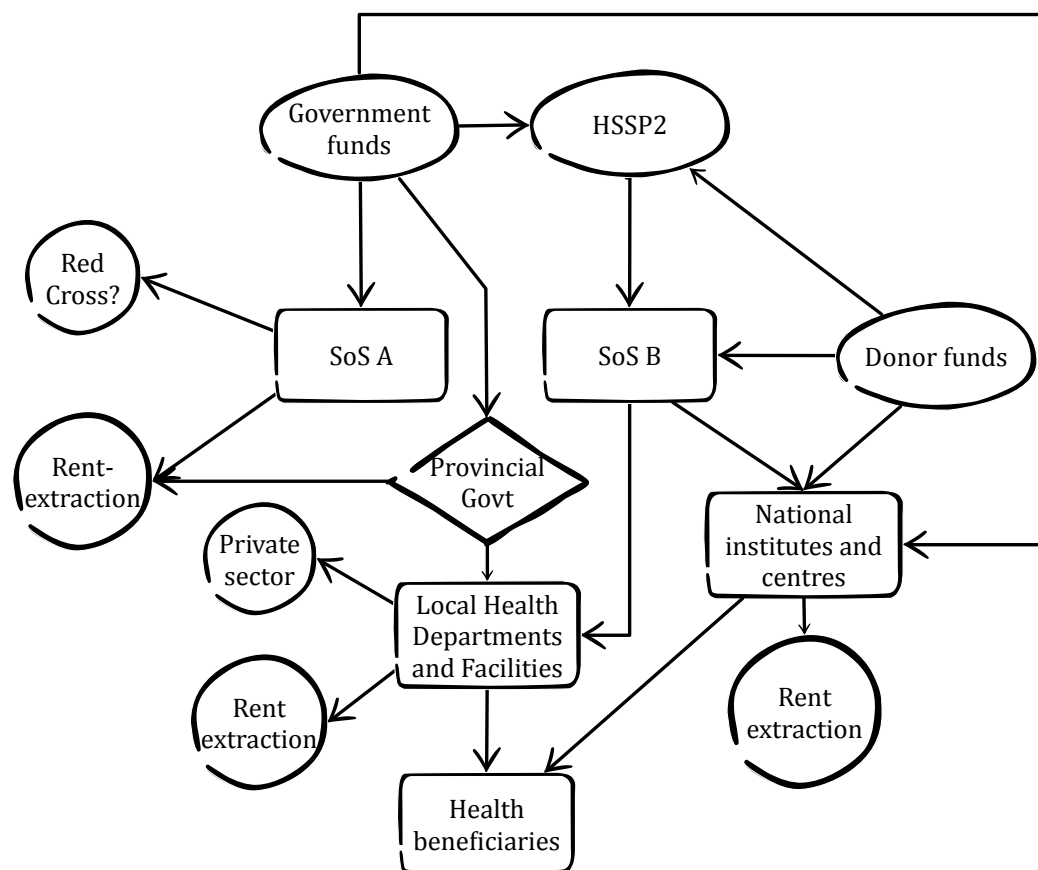 Government
funds
HSSP2
Red
Cross?
SoS A
SoS B
Donor funds
Rent-
extraction
Provincial
Govt
National
institutes and
centres
Private
sector
Local Health
Departments
and Facilities
Rent
extraction
Rent
extraction
Health
beneficiaries